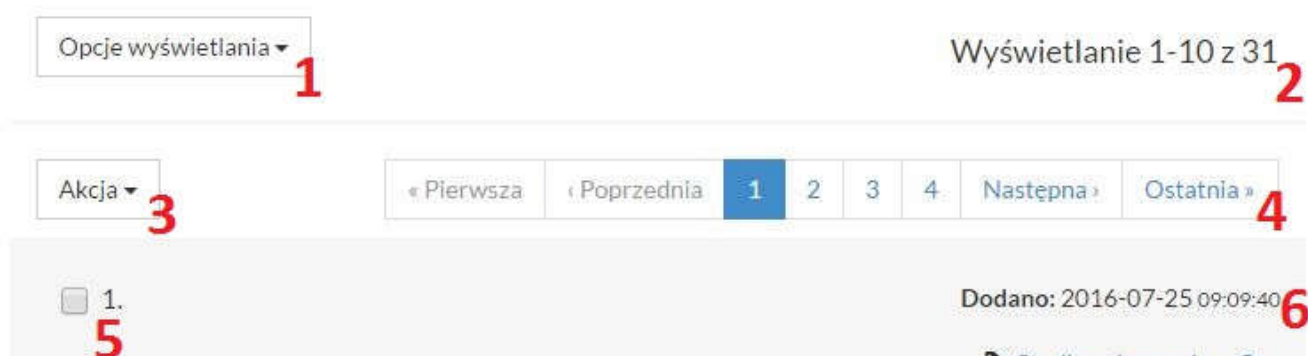 Opcje wyświetlania
1
Wyświetlanie 1-10 z 31
2
Akcja
3
« Pierwsza ‹ Poprzednia 1 2 3 4 Następna › Ostatnia »
4
1.
5
Dodano: 2016-07-25 09:09:40
6